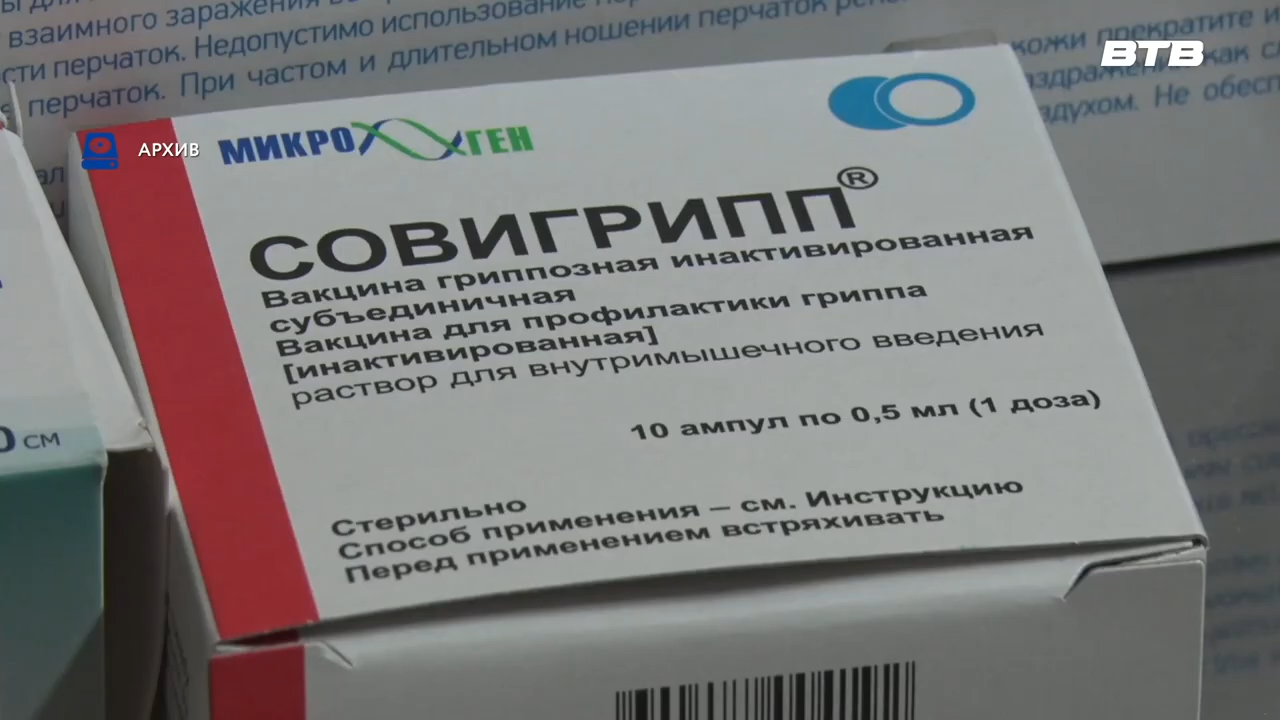 взаимного заражения
сти перчаток. Недопустимо использование
перчаток. При частом и длительном ношении перчаток
кожи прекратите и
как
здухом. Не обесп
ВТВ
АРХИВ
МИКРОГЕН
СОВИГРИПП®
Вакцина гриппозная инактивированная
субъединичная
Вакцина для профилактики гриппа
[инактивированная]
раствор для внутримышечного введения
10 ампул по 0,5 мл (1 доза)
Стерильно
Способ применения – см. Инструкцию
Перед применением встряхивать
0 см